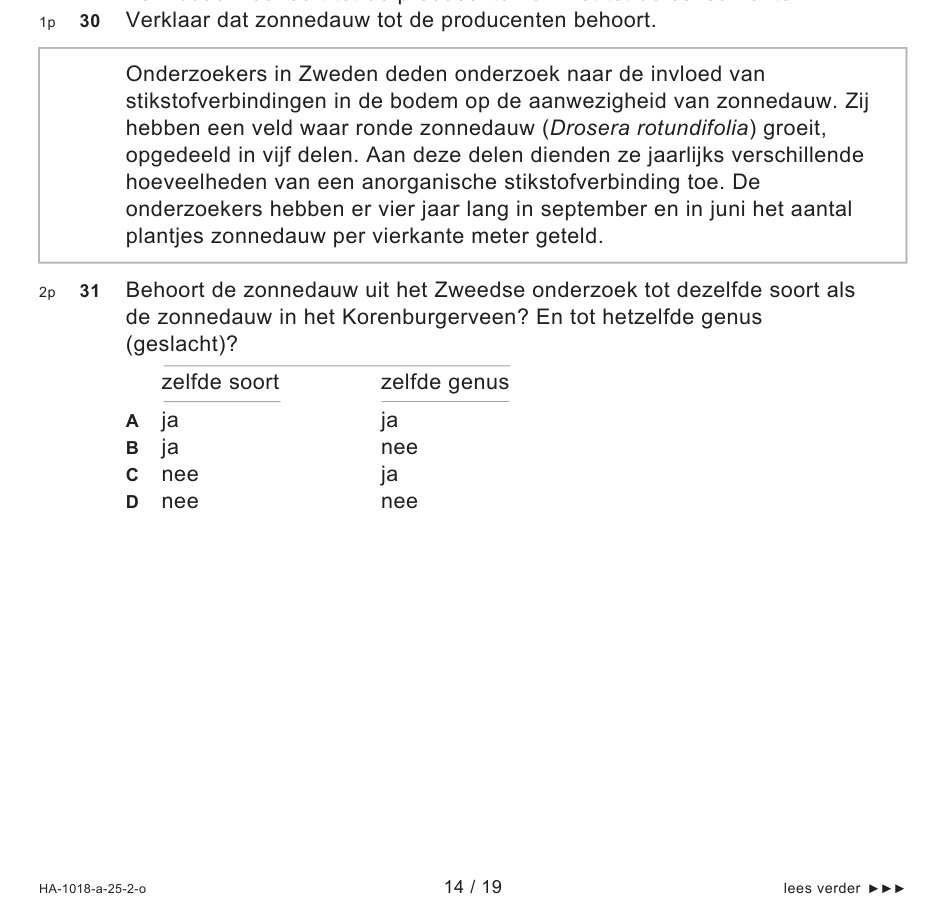 1p 30 Verklaar dat zonnedauw tot de producenten behoort.
Onderzoekers in Zweden deden onderzoek naar de invloed van
stikstofverbindingen in de bodem op de aanwezigheid van zonnedauw. Zij
hebben een veld waar ronde zonnedauw (Drosera rotundifolia) groeit,
opgedeeld in vijf delen. Aan deze delen dienden ze jaarlijks verschillende
hoeveelheden van een anorganische stikstofverbinding toe. De
onderzoekers hebben er vier jaar lang in september en in juni het aantal
plantjes zonnedauw per vierkante meter geteld.
2p 31 Behoort de zonnedauw uit het Zweedse onderzoek tot dezelfde soort als
de zonnedauw in het Korenburgerveen? En tot hetzelfde genus
(geslacht)?
zelfde soort zelfde genus
A ja ja
B ja nee
C nee ja
D nee nee
HA-1018-a-25-2-o 14 / 19 lees verder ►►►